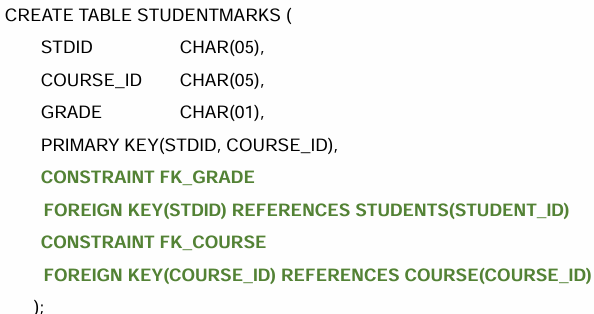 CREATE TABLE STUDENTMARKS (
STDID CHAR(05),
COURSE_ID CHAR(05),
GRADE CHAR(01),
PRIMARY KEY(STDID, COURSE_ID),
CONSTRAINT FK_GRADE
FOREIGN KEY(STDID) REFERENCES STUDENTS(STUDENT_ID)
CONSTRAINT FK_COURSE
FOREIGN KEY(COURSE_ID) REFERENCES COURSE(COURSE_ID)
);